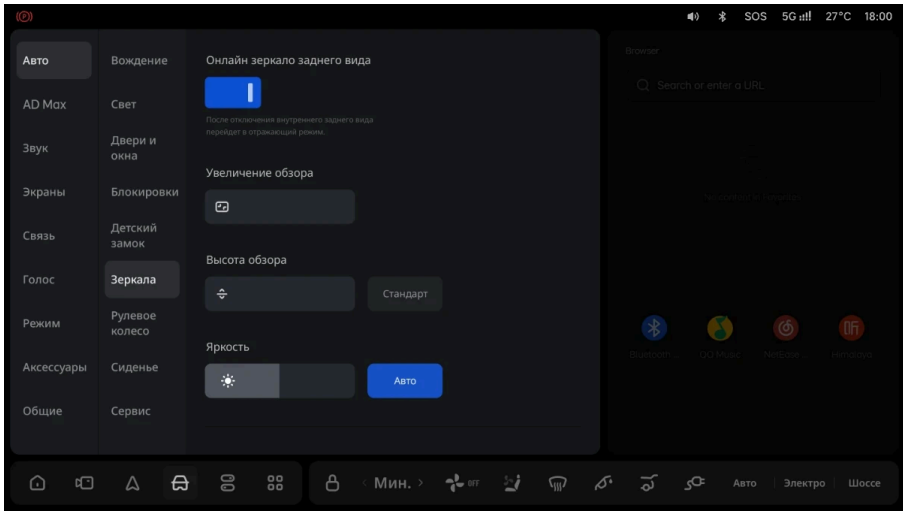 SOS 5G 27°C 18:00
Авто
AD Max
Звук
Экраны
Связь
Голос
Режим
Аксессуары
Общие
Вождение
Свет
Двери и
окна
Блокировки
Детский
замок
Зеркала
Рулевое
колесо
Сиденье
Сервис
Онлайн зеркало заднего вида
После отключения внутреннего заднего вида
перейдет в отражающий режим.
Увеличение обзора
Высота обзора
Стандарт
Яркость
Авто
Browser
Search or enter a URL
QQ Music
< Мин. >
OFF
Авто
Электро
Шоссе